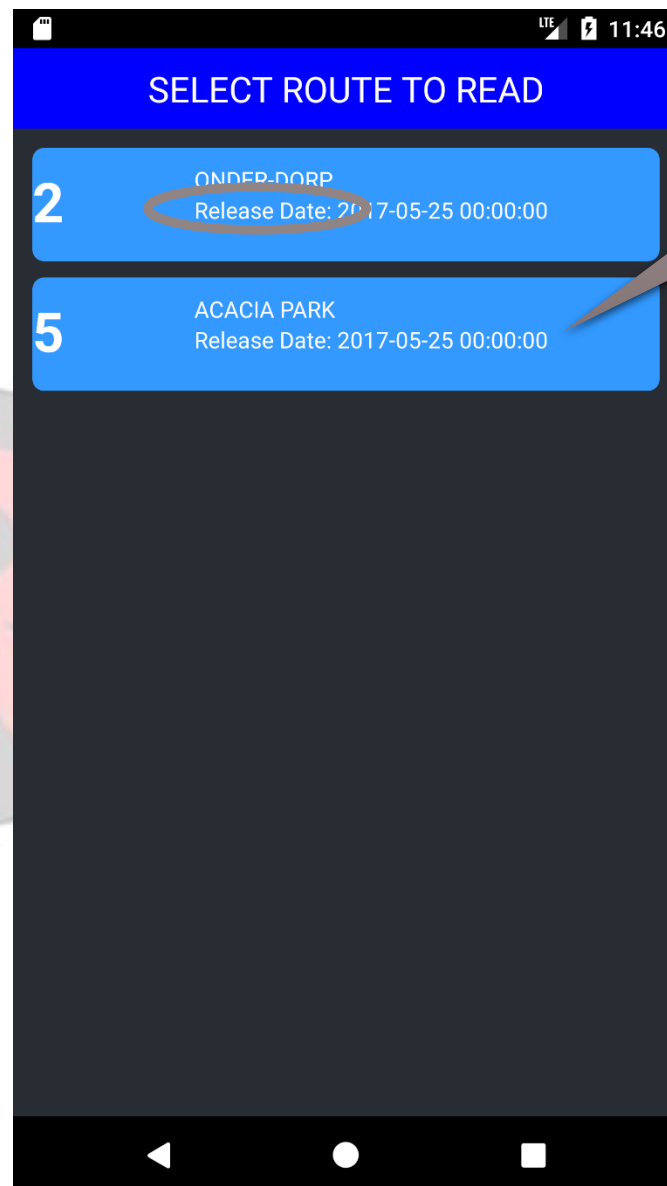 LTE 11:46
SELECT ROUTE TO READ
2
ONDER-DORP
Release Date: 2017-05-25 00:00:00
5
ACACIA PARK
Release Date: 2017-05-25 00:00:00